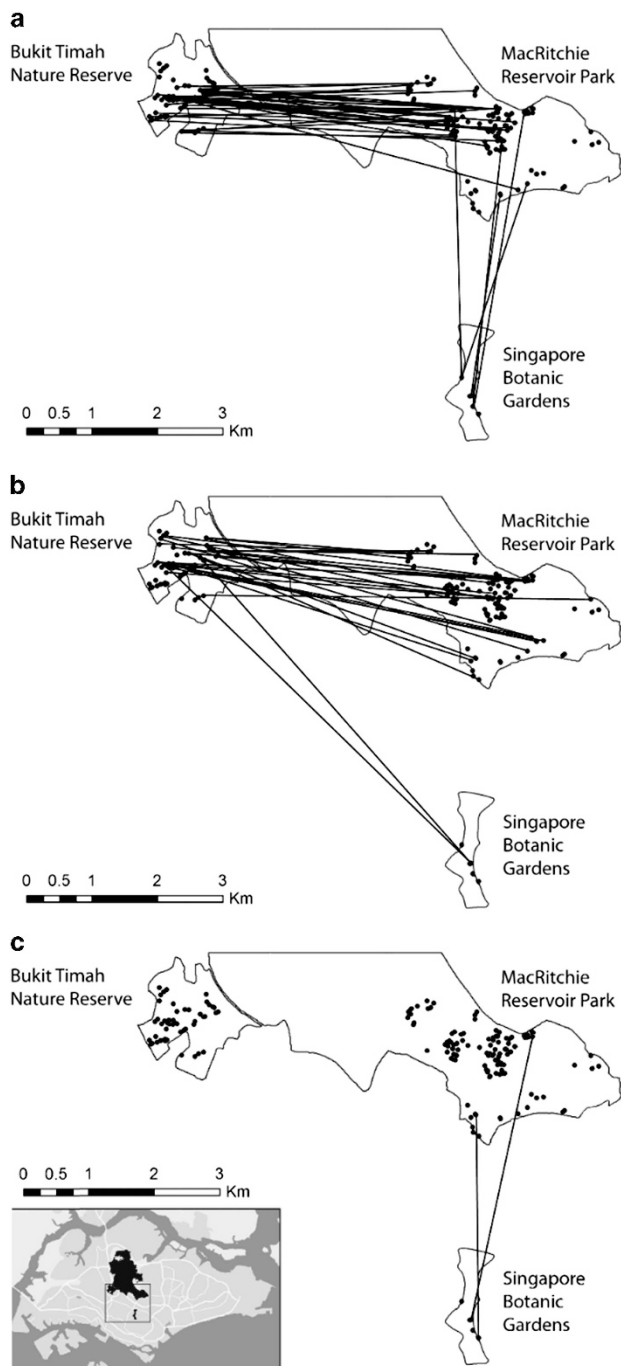 a
Bukit Timah
Nature Reserve
MacRitchie
Reservoir Park
Singapore
Botanic
Gardens
0 0.5 1 2 3
Km
b
Bukit Timah
Nature Reserve
MacRitchie
Reservoir Park
Singapore
Botanic
Gardens
0 0.5 1 2 3
Km
c
Bukit Timah
Nature Reserve
MacRitchie
Reservoir Park
0 0.5 1 2 3
Km
Singapore
Botanic
Gardens